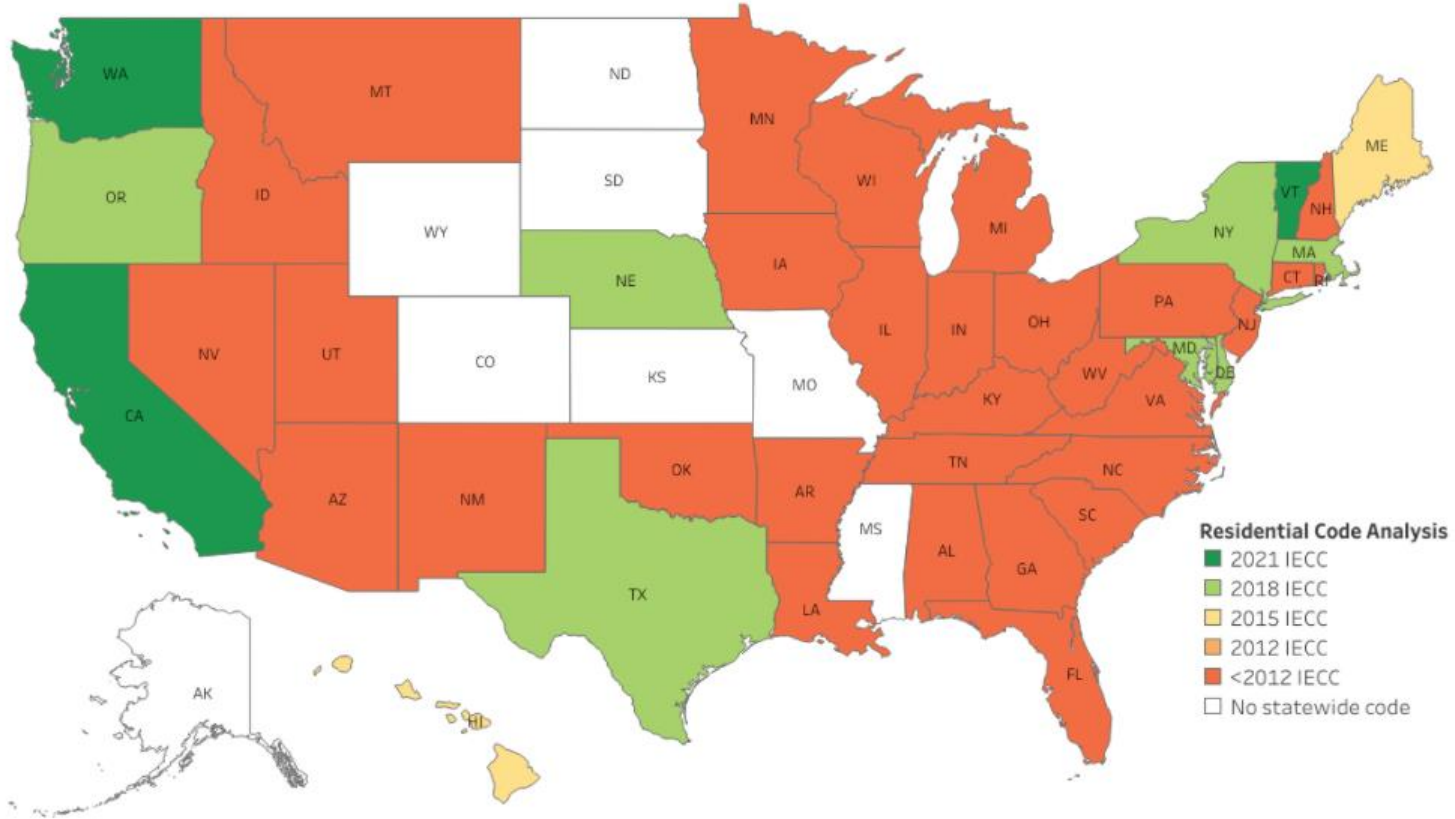 WA
MT
ND
MN
SD
WI
ME
VT
NH
OR
ID
WY
MI
NY
MA
IA
CT
RI
NE
PA
NV
UT
CO
IL
IN
OH
NJ
KS
MO
MD
DE
WV
CA
KY
VA
AZ
NM
OK
AR
TN
NC
MS
AL
SC
TX
LA
GA
FL
AK
HI
Residential Code Analysis
2021 IECC
2018 IECC
2015 IECC
2012 IECC
<2012 IECC
No statewide code